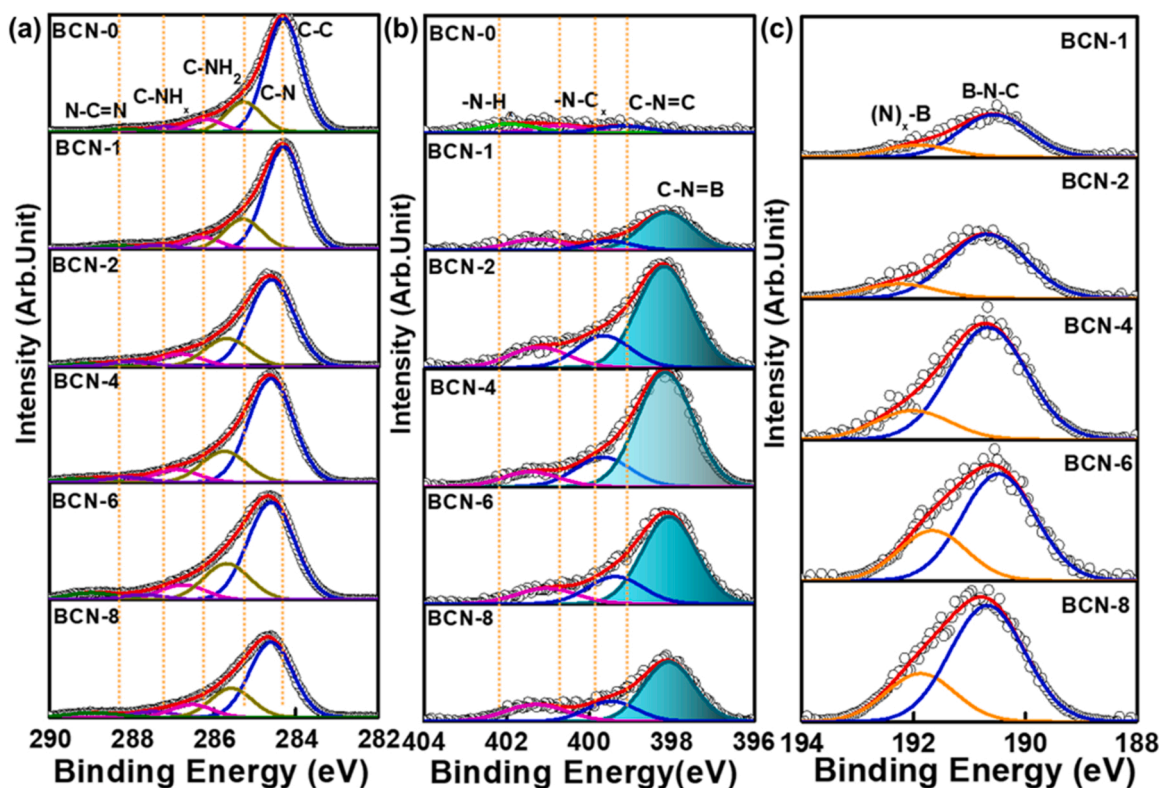 (a)
BCN-0
C-C
C-NH2
C-NHx
C-N
N-C=N
BCN-1
BCN-2
BCN-4
BCN-6
BCN-8
290 288 286 284 282
Binding Energy (eV)
Intensity (Arb.Unit)
(b)
BCN-0
-N-Hx
-N-Cx
C-N=C
BCN-1
C-N=B
BCN-2
BCN-4
BCN-6
BCN-8
404 402 400 398 396
Binding Energy(eV)
Intensity (Arb.Unit)
(c)
BCN-1
B-N-C
(N)x-B
BCN-2
BCN-4
BCN-6
BCN-8
194 192 190 188
Binding Energy (eV)
Intensity (Arb.Unit)